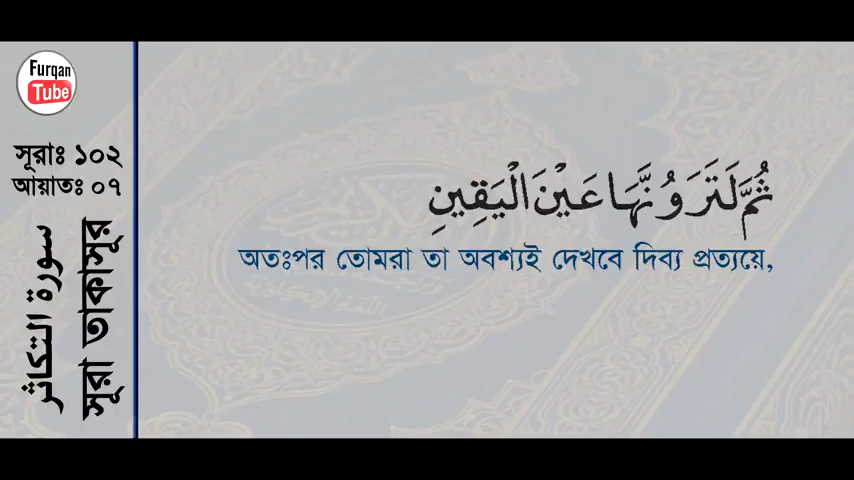 Furqan
Tube
সূরাঃ ১০২
আয়াতঃ ০৭
سورة التكاثر
সূরা তাকাসূর
ثُمَّ لَتَرَوُنَّهَا عَيْنَ الْيَقِينِ
অতঃপর তোমরা তা অবশ্যই দেখবে দিব্য প্রত্যয়ে,